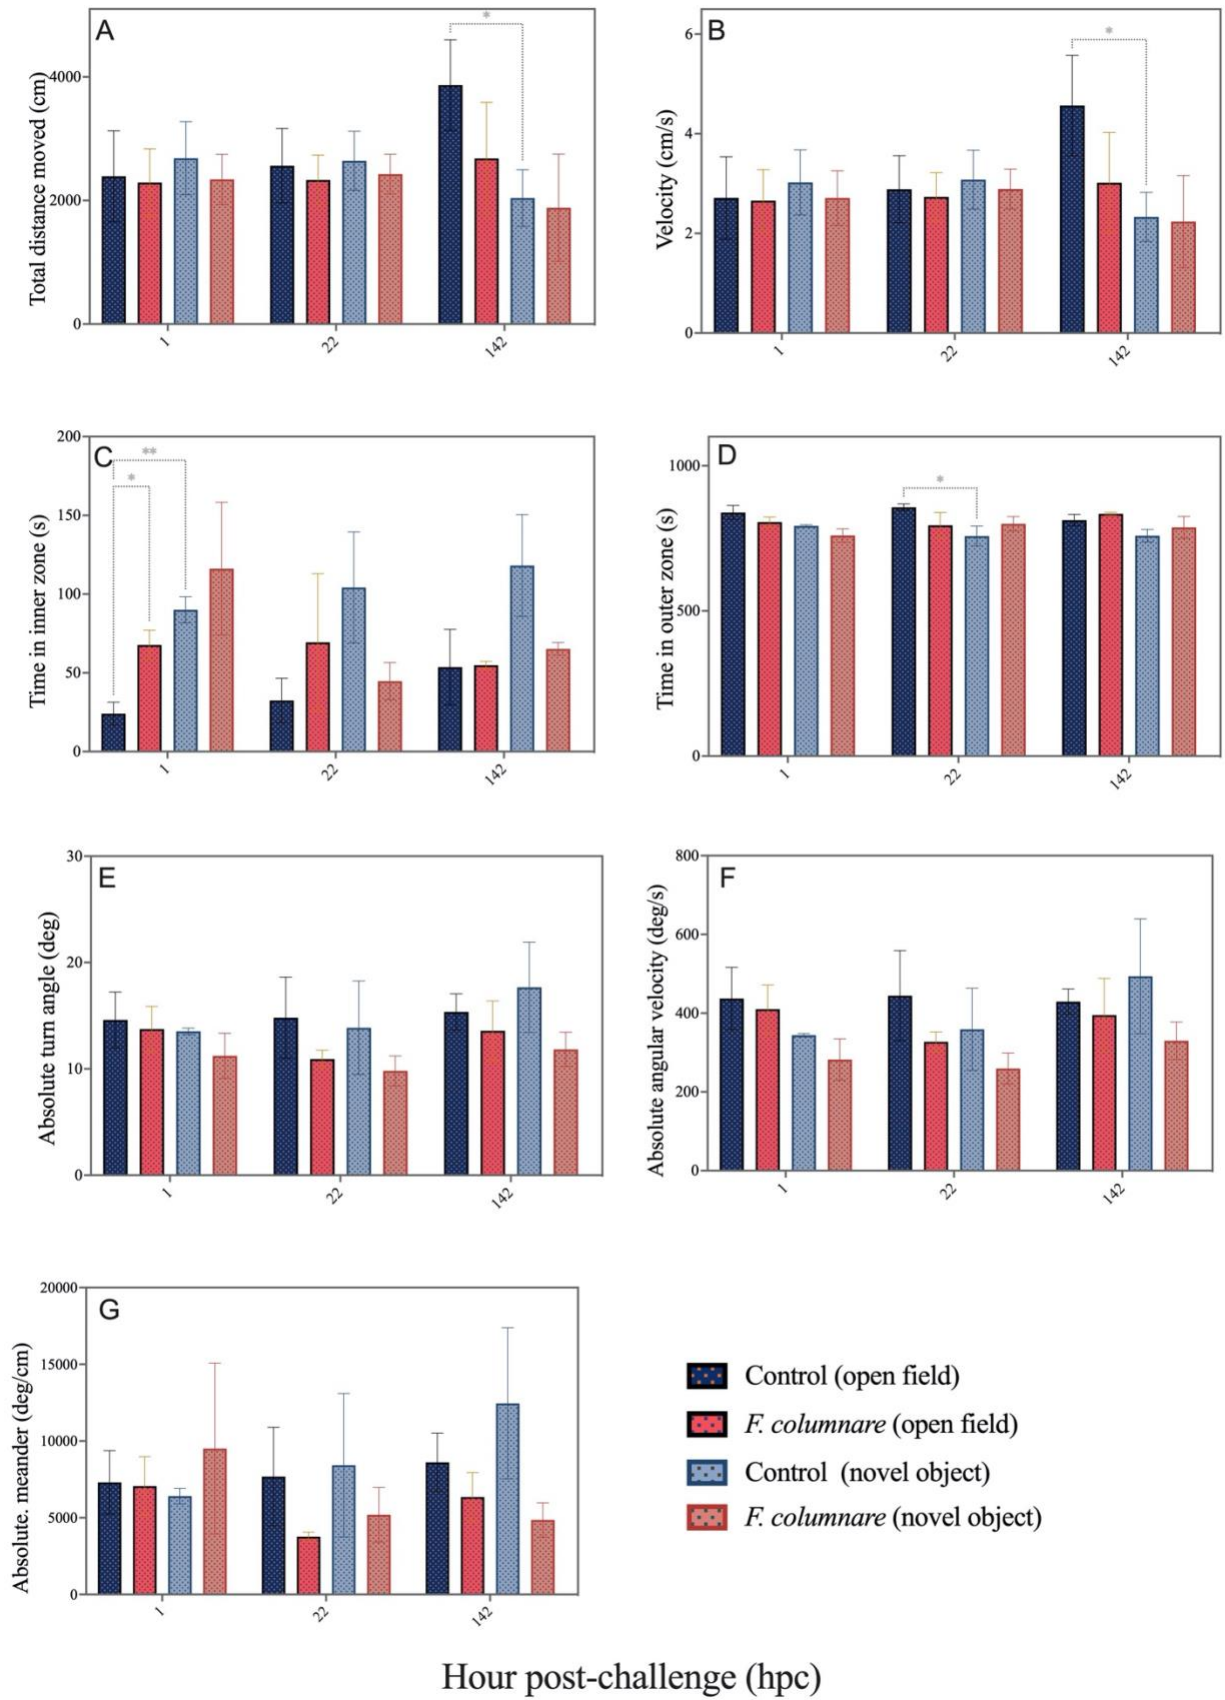 A
Total distance moved (cm)
4000
2000
0
*
1
22
142
B
Velocity (cm/s)
6
4
2
0
*
1
22
142
C
Time in inner zone (s)
200
150
100
50
0
**
*
1
22
142
D
Time in outer zone (s)
1000
500
0
*
1
22
142
E
Absolute turn angle (deg)
30
20
10
0
1
22
142
F
Absolute angular velocity (deg/s)
800
600
400
200
0
1
22
142
G
Absolute. meander (deg/cm)
20000
15000
10000
5000
0
1
22
142
Control (open field)
F. columnare (open field)
Control (novel object)
F. columnare (novel object)
Hour post-challenge (hpc)